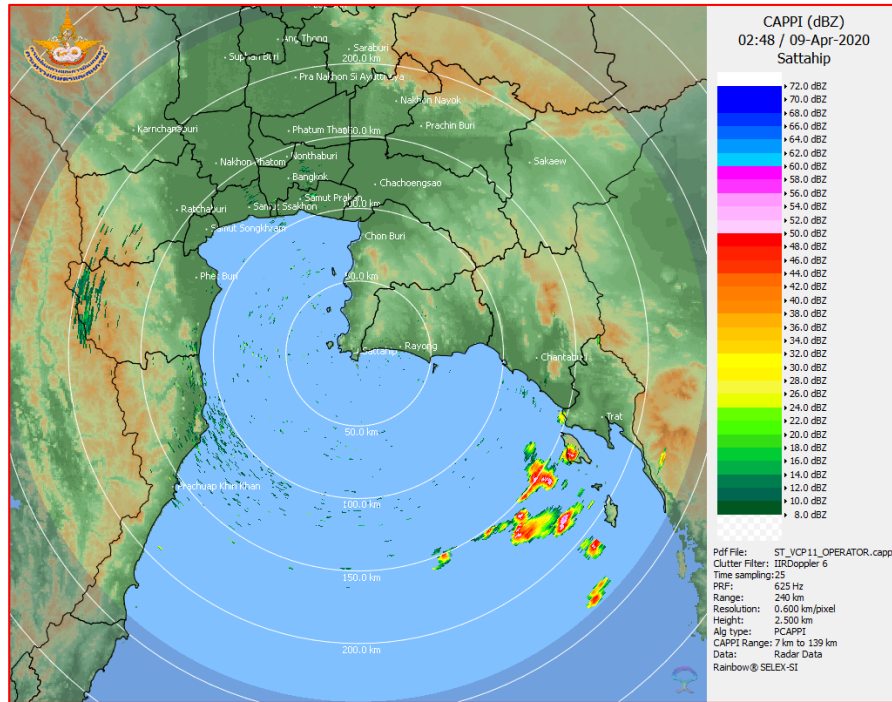 CAPPI (dBZ)
02:48 / 09-Apr-2020
Sattahip
72.0 dBZ
70.0 dBZ
68.0 dBZ
66.0 dBZ
64.0 dBZ
62.0 dBZ
60.0 dBZ
58.0 dBZ
56.0 dBZ
54.0 dBZ
52.0 dBZ
50.0 dBZ
48.0 dBZ
46.0 dBZ
44.0 dBZ
42.0 dBZ
40.0 dBZ
38.0 dBZ
36.0 dBZ
34.0 dBZ
32.0 dBZ
30.0 dBZ
28.0 dBZ
26.0 dBZ
24.0 dBZ
22.0 dBZ
20.0 dBZ
18.0 dBZ
16.0 dBZ
14.0 dBZ
12.0 dBZ
10.0 dBZ
8.0 dBZ
Pdf File: ST_VCP11_OPERATOR.capp
Clutter Filter: IIRDoppler 6
Time sampling: 25
PRF: 625 Hz
Range: 240 km
Resolution: 0.600 km/pixel
Height: 2.500 km
Alg type: PCAPPI
CAPPI Range: 7 km to 139 km
Data: Radar Data
Rainbow® SELEX-SI
Ang Thong
Saraburi
Suphan Buri
200.0 km
Pra Nakhon Si Ayutthaya
Nakhon Nayok
Karnchanaburi
Phatum
Prachin Buri
Nonthaburi
Nakhon Phatom
Sakaew
Bangkok
Chachoengsao
Samut Prakan
Ratchaburi
Samut Ssakhon
Samut Songkhram
Chon Buri
Phet Buri
50.0 km
Sattahip
Rayong
Chantaburi
Trat
50.0 km
Prachuap Khiri Khan
100.0 km
150.0 km
200.0 km